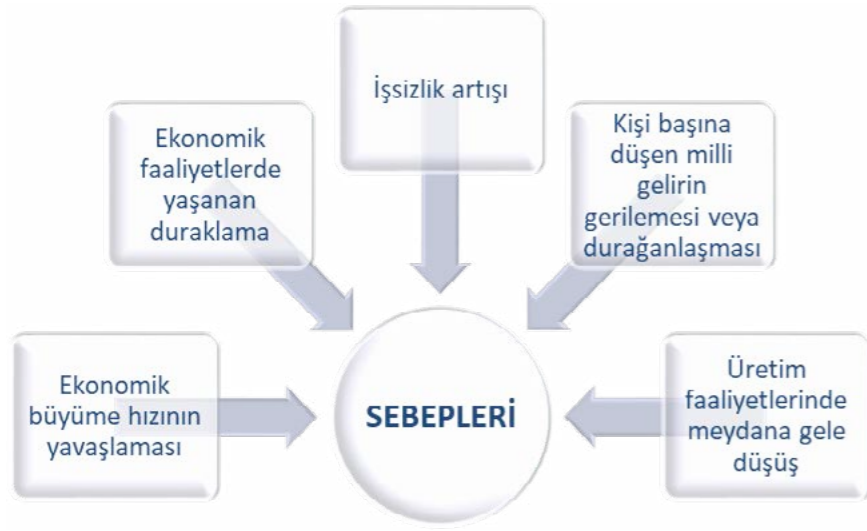 İşsizlik artışı
Ekonomik
faaliyetlerde
yaşanan
duraklama
Kişi başına
düşen milli
gelirin
gerilemesi veya
durağanlaşması
Ekonomik
büyüme hızının
yavaşlaması
SEBEPLERİ
Üretim
faaliyetlerinde
meydana gele
düşüş